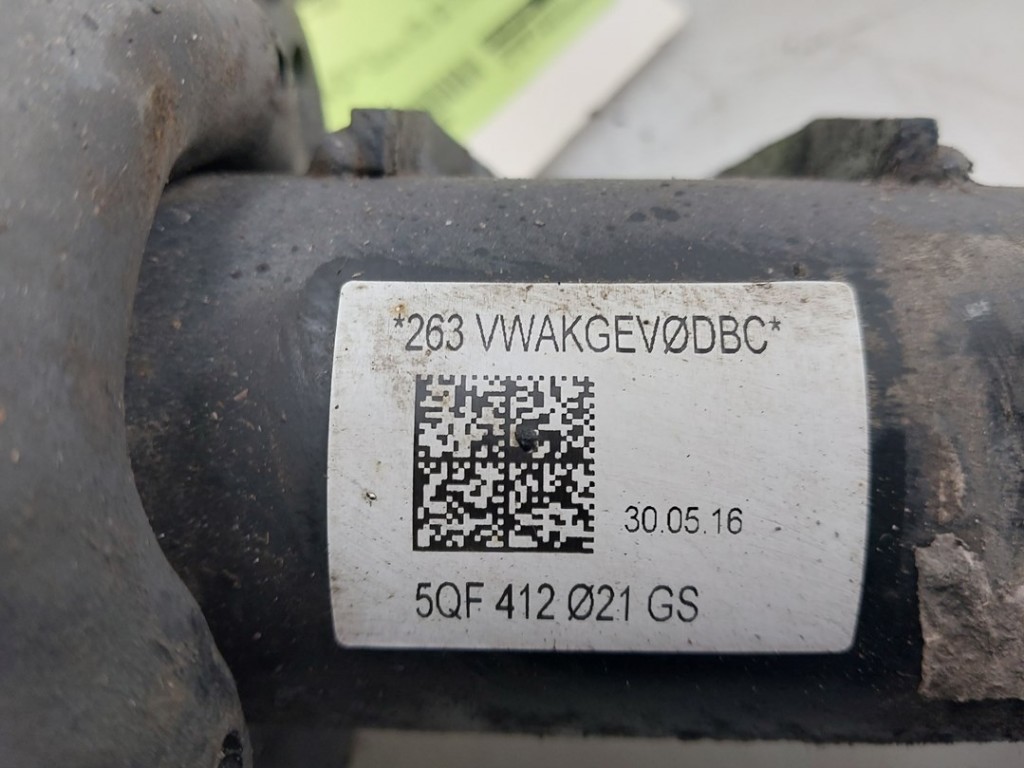 *263 VWAKGEVØDBC*
30.05.16
5QF 412 Ø21 GS